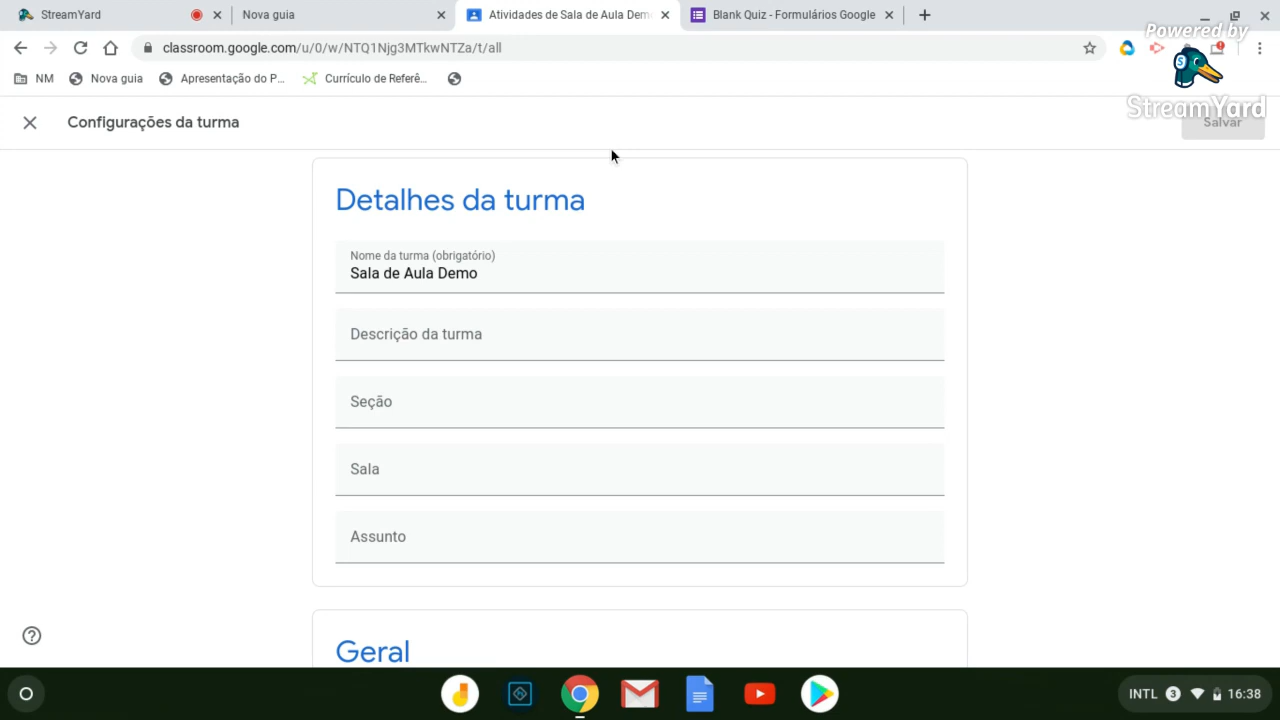 StreamYard
Nova guia
Atividades de Sala de Aula Dem
Blank Quiz - Formulários Google
Powered by
classroom.google.com/u/0/w/NTQ1Njg3MTkwNTZa/t/all
NM
Nova guia
Apresentação do P...
Currículo de Referê...
StreamYard
Configurações da turma
Salvar
Detalhes da turma
Nome da turma (obrigatório)
Sala de Aula Demo
Descrição da turma
Seção
Sala
Assunto
Geral
INTL 3 16:38